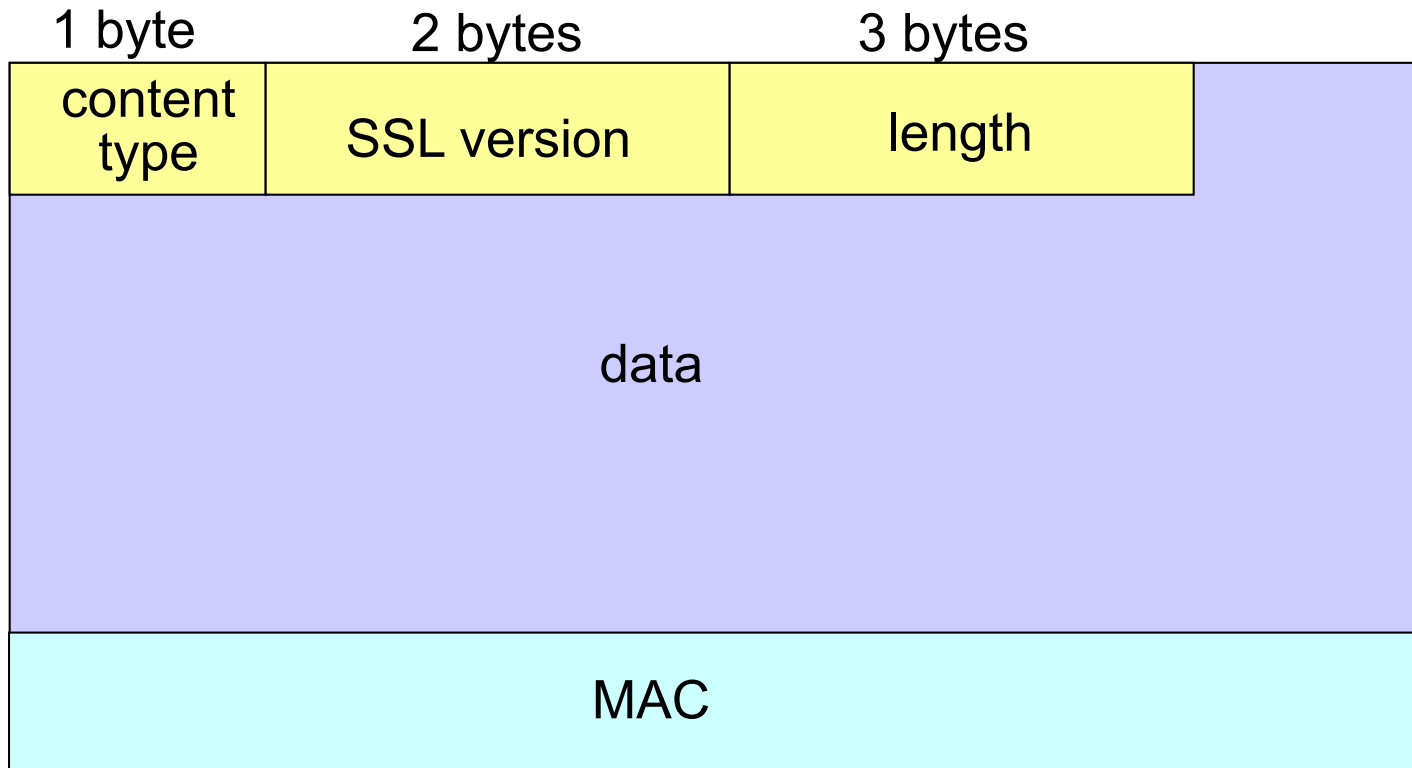 1 byte 2 bytes 3 bytes
content
type
SSL version
length
data
MAC